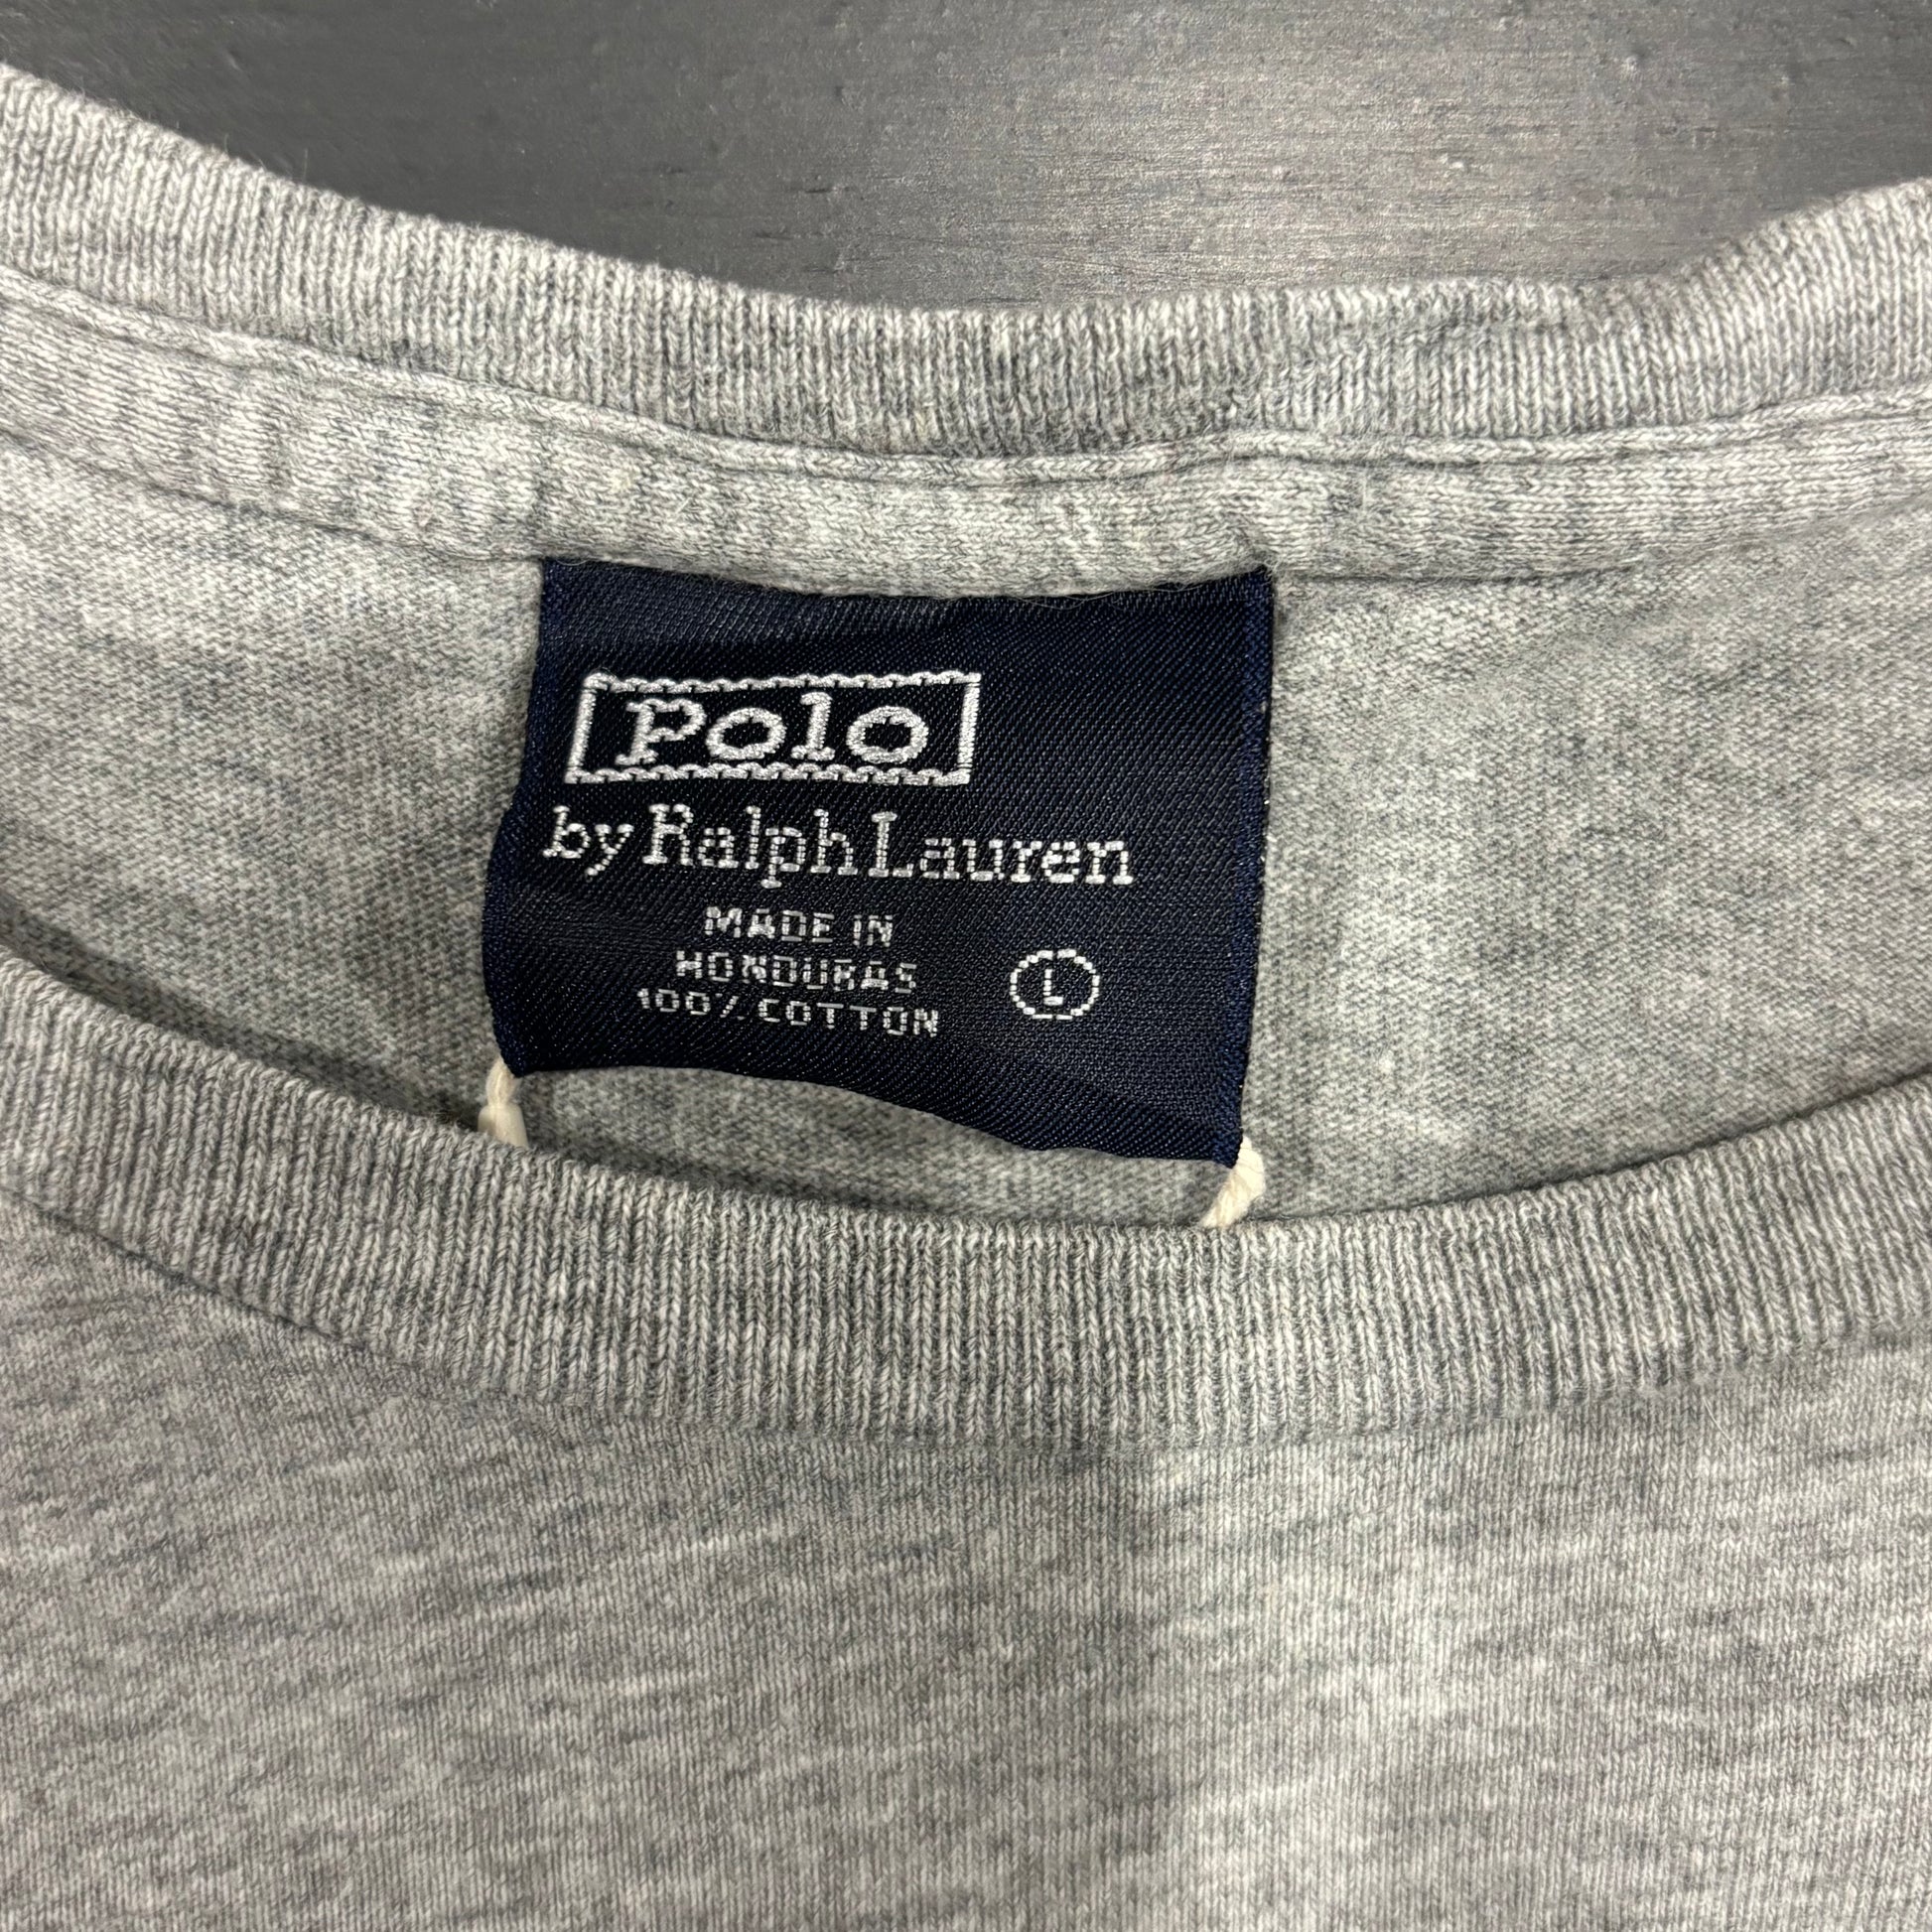 Polo
by Ralph Lauren
MADE IN
HONDURAS
100% COTTON
L